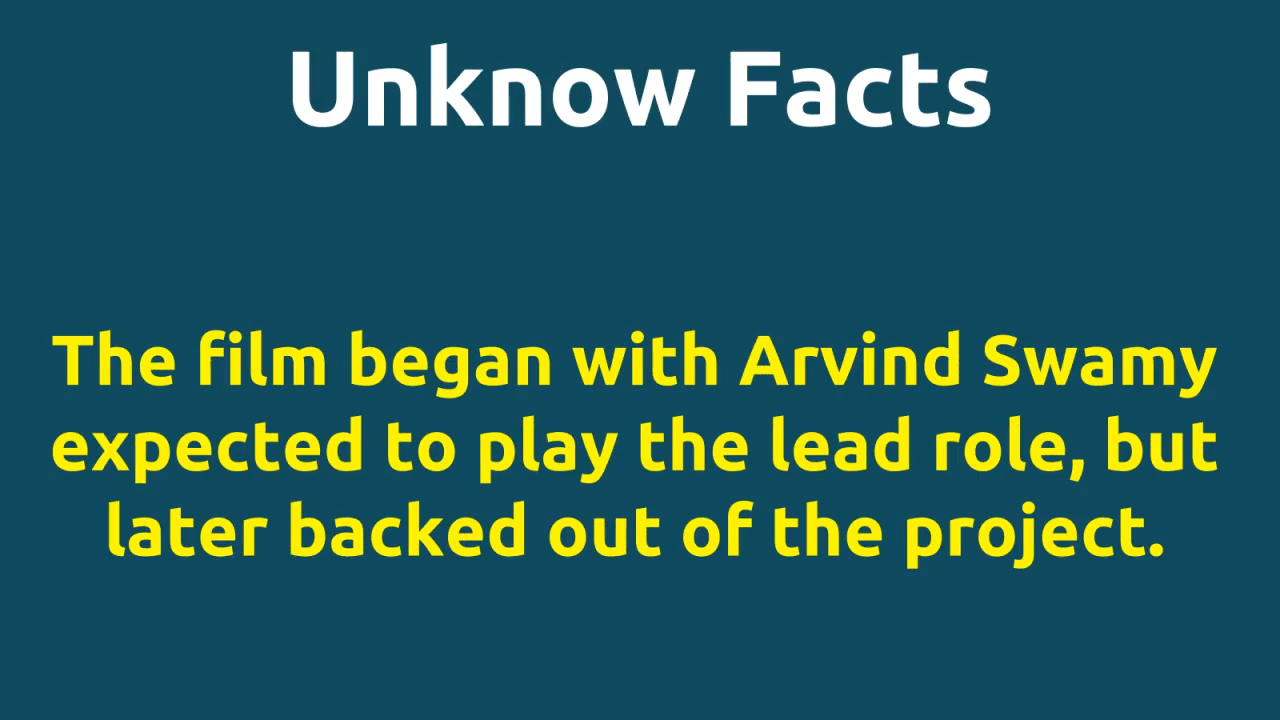 Unknow Facts
The film began with Arvind Swamy
expected to play the lead role, but
later backed out of the project.